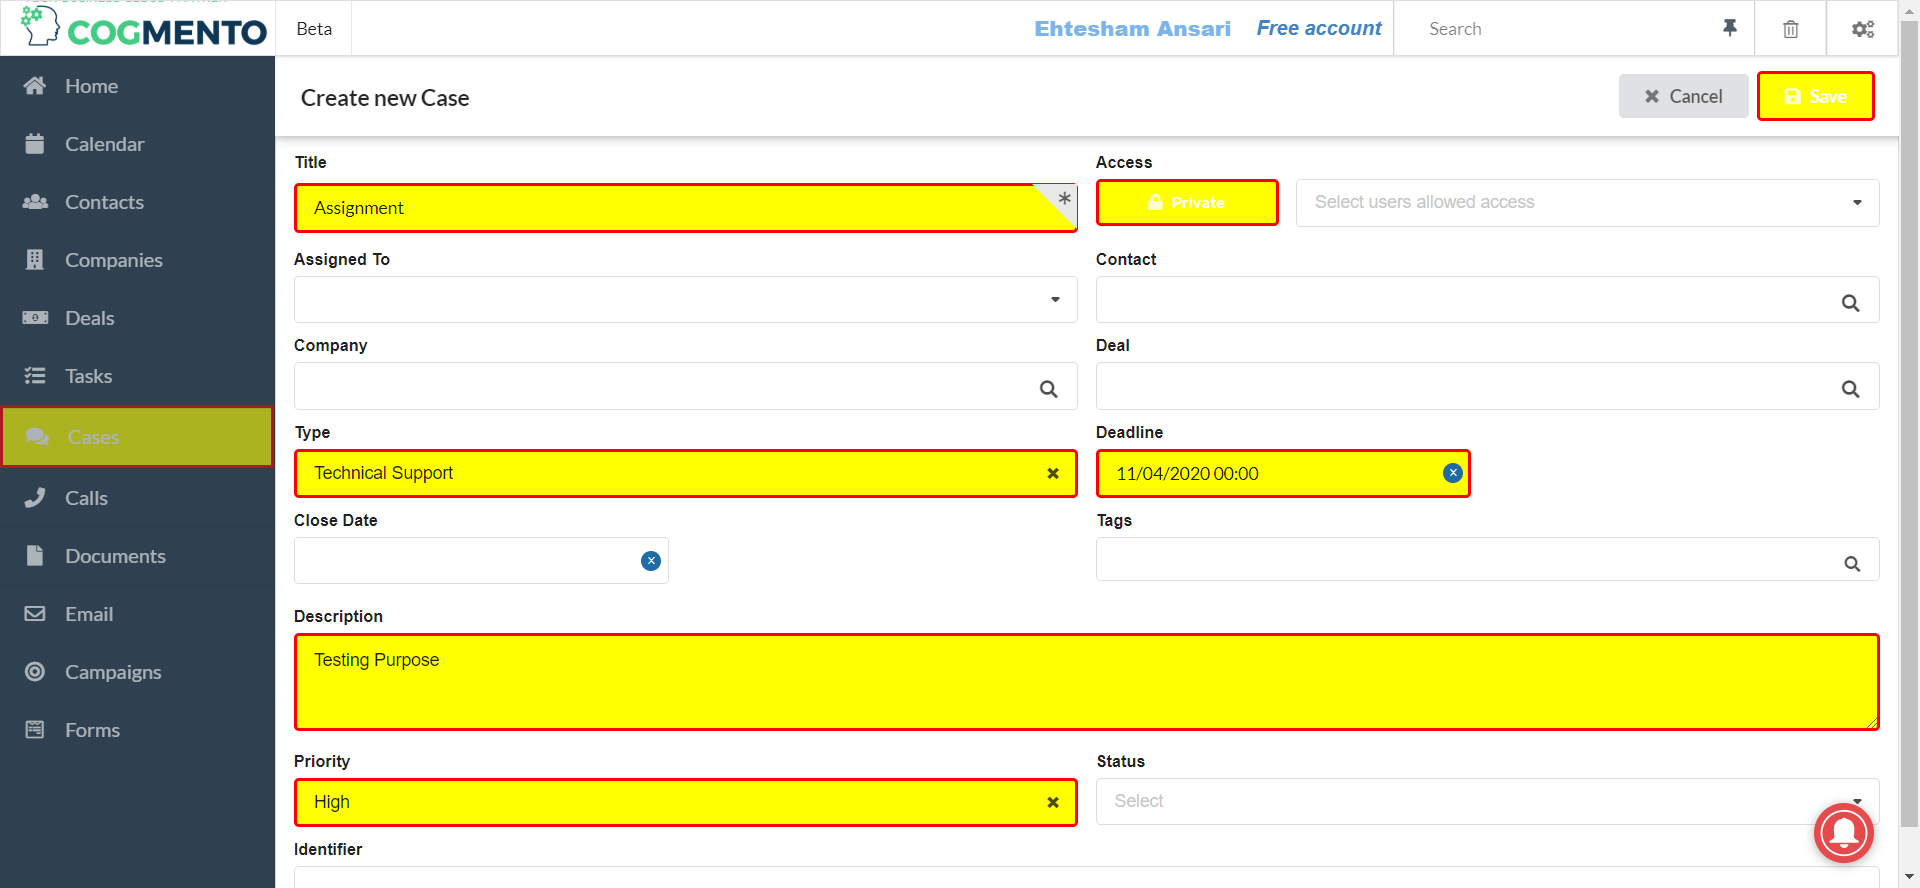 COGMENTO
Beta
Ehtesham Ansari
Free account
Search
Home
Calendar
Contacts
Companies
Deals
Tasks
Cases
Calls
Documents
Email
Campaigns
Forms
Create new Case
Cancel
Save
Title
Assignment
Access
Private
Select users allowed access
Assigned To
Contact
Company
Deal
Type
Technical Support
Deadline
11/04/2020 00:00
Close Date
Tags
Description
Testing Purpose
Priority
High
Status
Select
Identifier